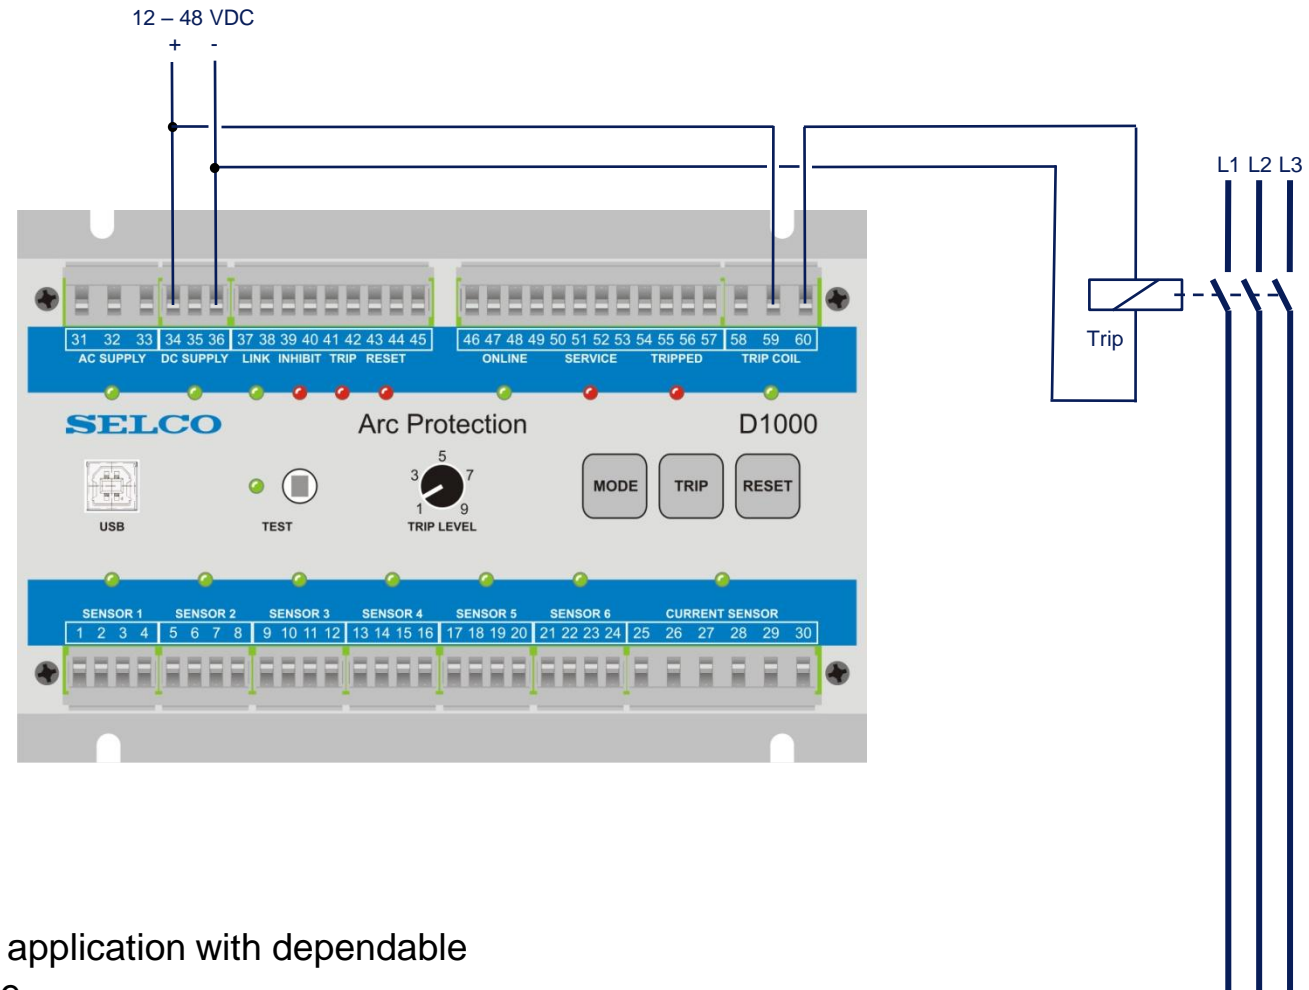 12 – 48 VDC
+ -
L1 L2 L3
Trip
31 32 33 34 35 36 37 38 39 40 41 42 43 44 45 46 47 48 49 50 51 52 53 54 55 56 57 58 59 60
AC SUPPLY DC SUPPLY LINK INHIBIT TRIP RESET ONLINE SERVICE TRIPPED TRIP COIL
SELCO Arc Protection D1000
5
3 7
1 9
USB TEST TRIP LEVEL MODE TRIP RESET
SENSOR 1 SENSOR 2 SENSOR 3 SENSOR 4 SENSOR 5 SENSOR 6 CURRENT SENSOR
1 2 3 4 5 6 7 8 9 10 11 12 13 14 15 16 17 18 19 20 21 22 23 24 25 26 27 28 29 30
application with dependable